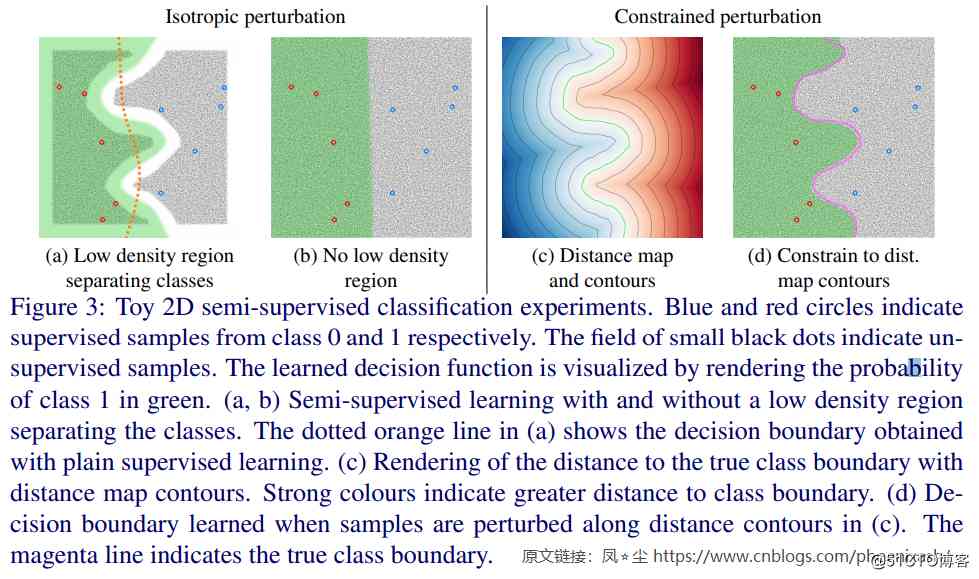 Isotropic perturbation
Constrained perturbation
(a) Low density region
separating classes
(b) No low density
region
(c) Distance map
and contours
(d) Constrain to dist.
map contours
Figure 3: Toy 2D semi-supervised classification experiments. Blue and red circles indicate
supervised samples from class 0 and 1 respectively. The field of small black dots indicate un-
supervised samples. The learned decision function is visualized by rendering the probability
of class 1 in green. (a, b) Semi-supervised learning with and without a low density region
separating the classes. The dotted orange line in (a) shows the decision boundary obtained
with plain supervised learning. (c) Rendering of the distance to the true class boundary with
distance map contours. Strong colours indicate greater distance to class boundary. (d) De-
cision boundary learned when samples are perturbed along distance contours in (c). The
magenta line indicates the true class boundary.
原文链接：凤☆尘 https://www.cnblogs.com/
@51CTO博客